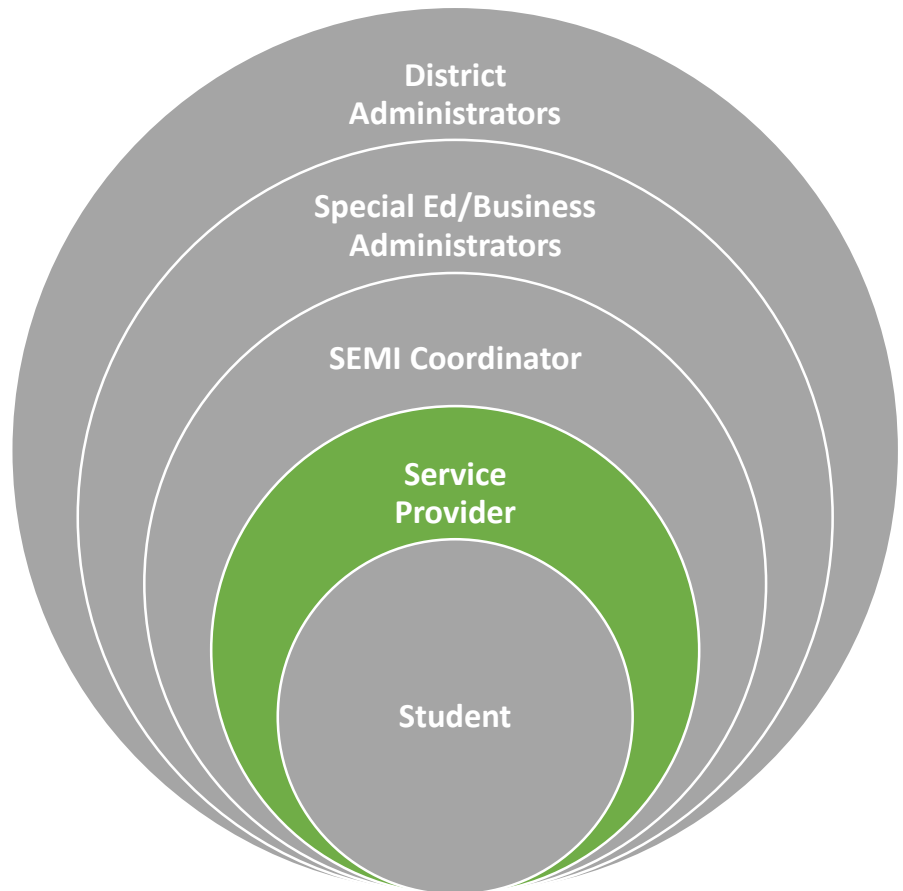 District
Administrators
Special Ed/Business
Administrators
SEMI Coordinator
Service
Provider
Student